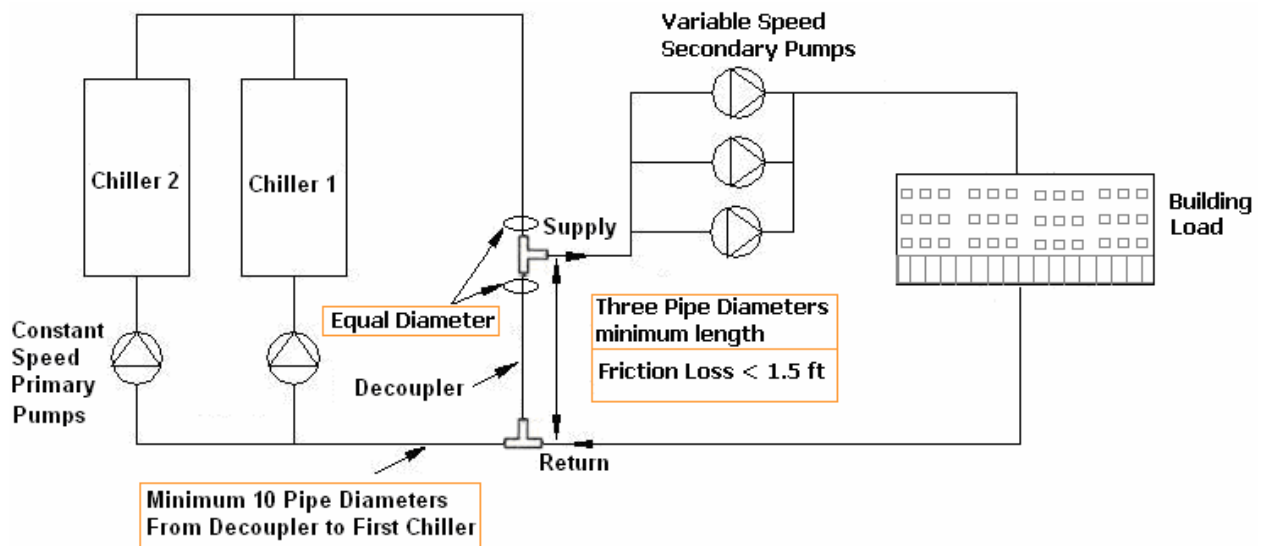 Variable Speed
Secondary Pumps
Chiller 2
Chiller 1
Building
Load
Supply
Equal Diameter
Three Pipe Diameters
minimum length
Friction Loss < 1.5 ft
Constant
Speed
Primary
Pumps
Decoupler
Return
Minimum 10 Pipe Diameters
From Decoupler to First Chiller